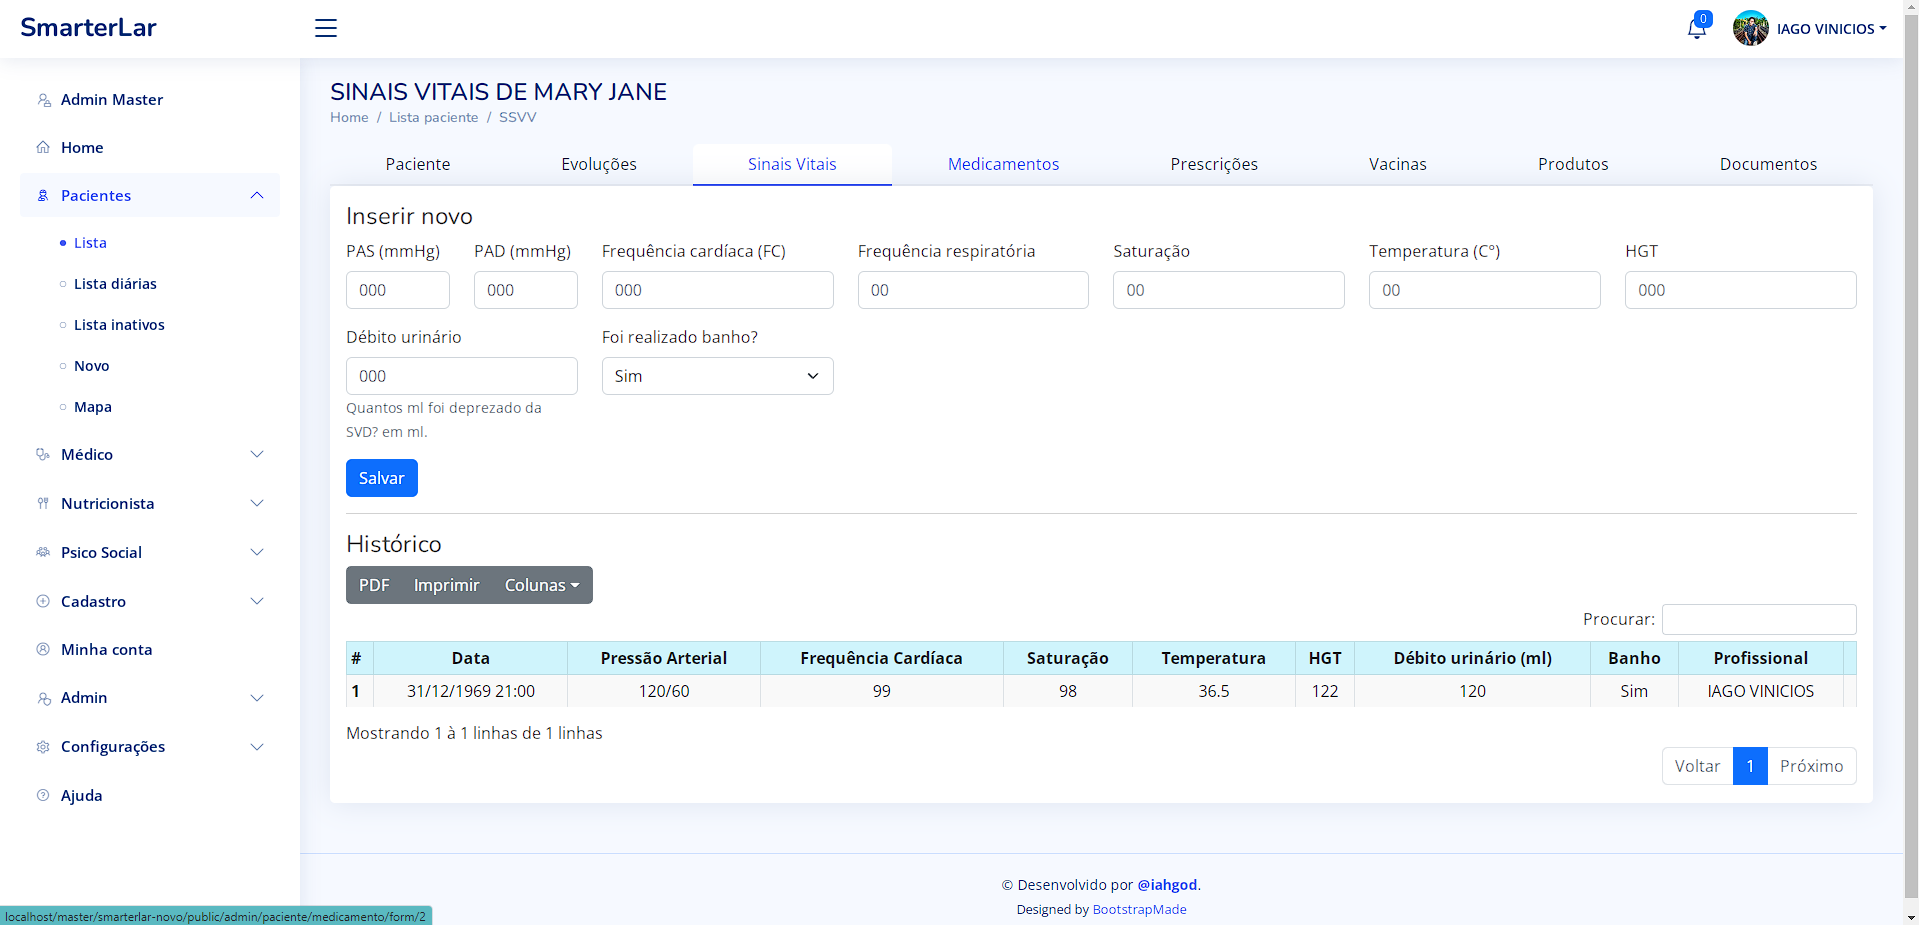 SmarterLar
0
IAGO VINICIOS
Admin Master
Home
Pacientes
Lista
Lista diárias
Lista inativos
Novo
Mapa
Médico
Nutricionista
Psico Social
Cadastro
Minha conta
Admin
Configurações
Ajuda
SINAIS VITAIS DE MARY JANE
Home / Lista paciente / SSVV
Paciente Evoluções Sinais Vitais Medicamentos Prescrições Vacinas Produtos Documentos
Inserir novo
PAS (mmHg) PAD (mmHg) Frequência cardíaca (FC) Frequência respiratória Saturação Temperatura (Cº) HGT
000 000 000 00 00 00 000
Débito urinário Foi realizado banho?
000 Sim
Quantos ml foi deprezado da
SVD? em ml.
Salvar
Histórico
PDF Imprimir Colunas
Procurar:
# Data Pressão Arterial Frequência Cardíaca Saturação Temperatura HGT Débito urinário (ml) Banho Profissional
1 31/12/1969 21:00 120/60 99 98 36.5 122 120 Sim IAGO VINICIOS
Mostrando 1 à 1 linhas de 1 linhas
Voltar 1 Próximo
© Desenvolvido por @iahgod.
Designed by BootstrapMade
localhost/master/smarterlar-novo/public/admin/paciente/medicamento/form/2